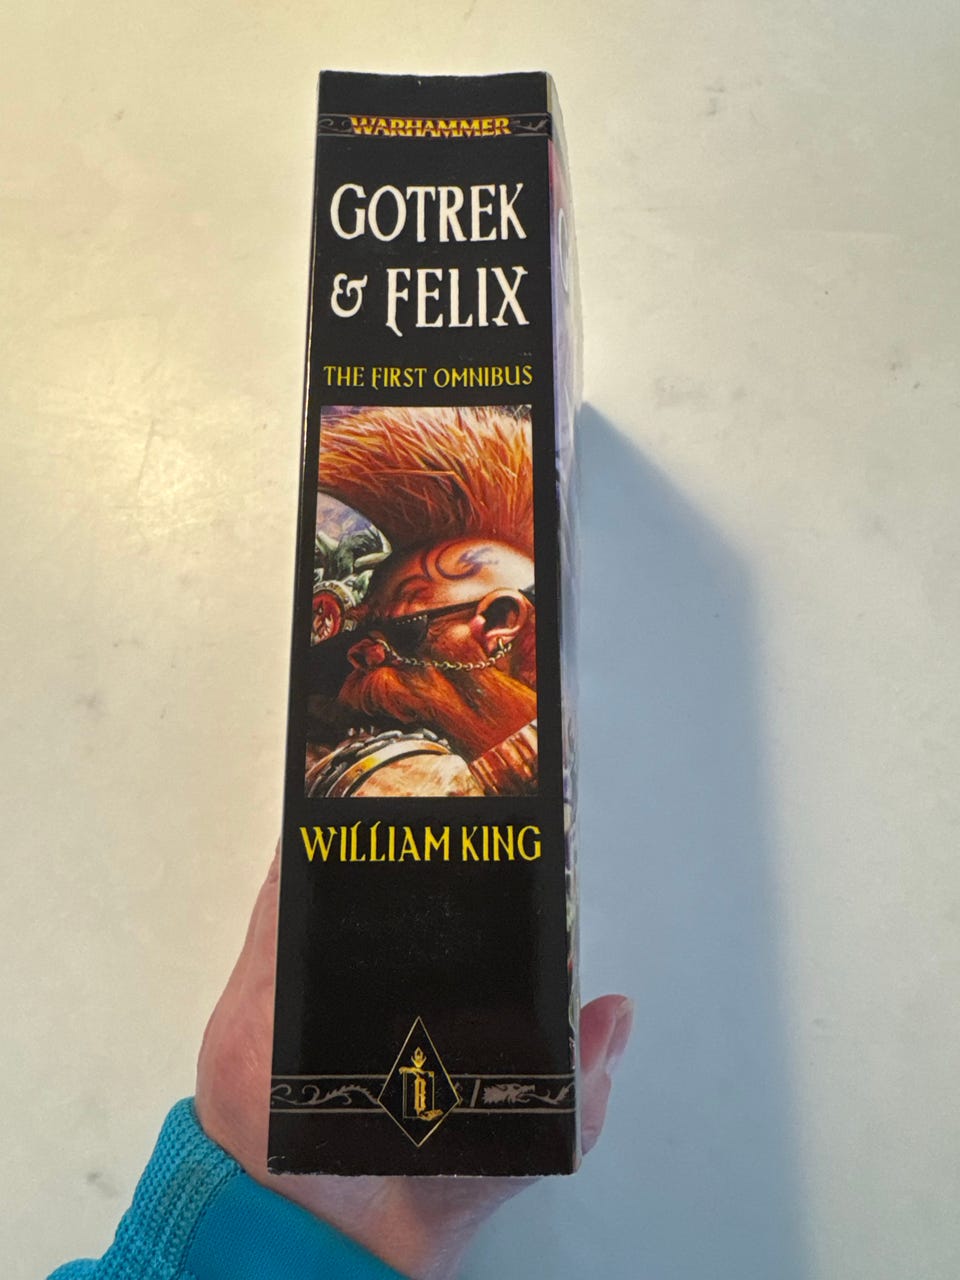 WARHAMMER
GOTREK
& FELIX
THE FIRST OMNIBUS
WILLIAM KING